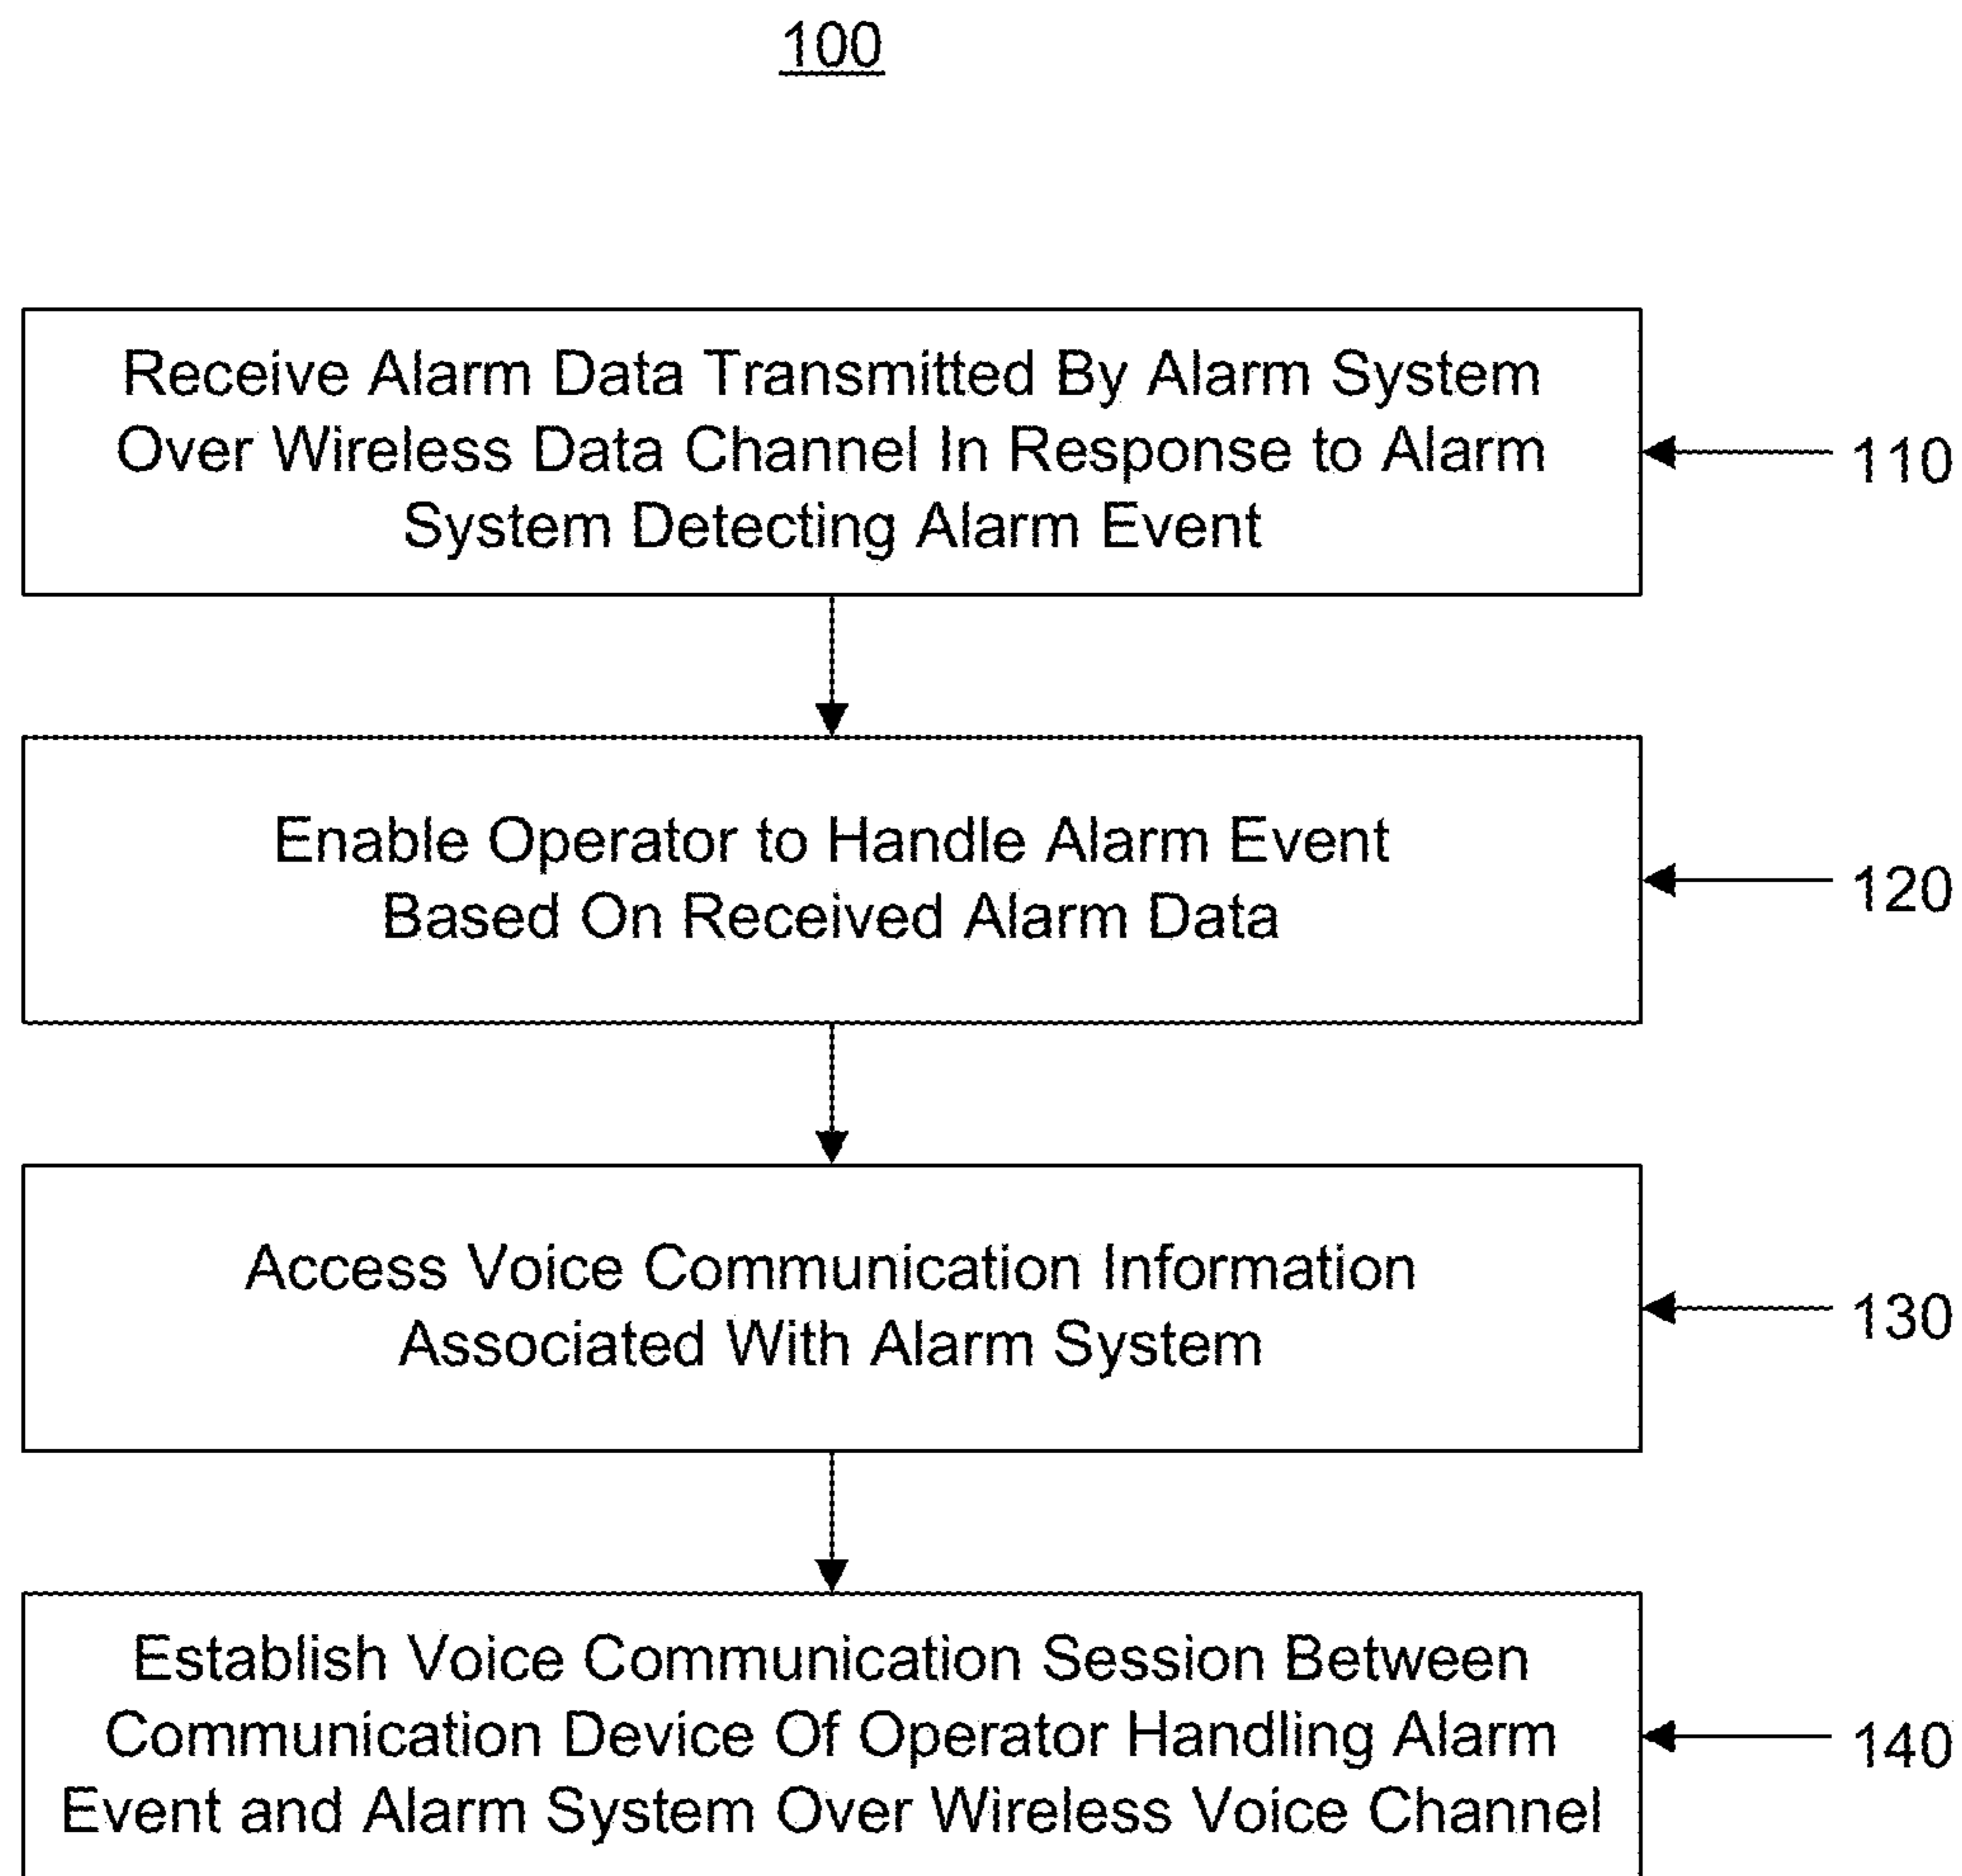 100
Receive Alarm Data Transmitted By Alarm System
Over Wireless Data Channel In Response to Alarm
System Detecting Alarm Event
110
Enable Operator to Handle Alarm Event
Based On Received Alarm Data
120
Access Voice Communication Information
Associated With Alarm System
130
Establish Voice Communication Session Between
Communication Device Of Operator Handling Alarm
Event and Alarm System Over Wireless Voice Channel
140